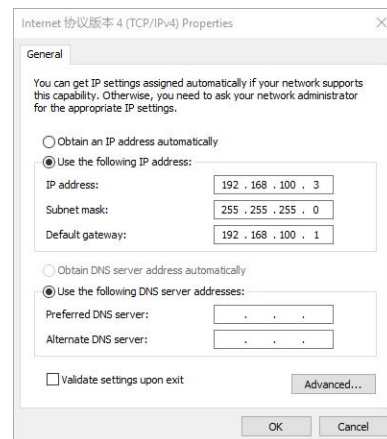 Internet 协议版本 4 (TCP/IPv4) Properties
General
You can get IP settings assigned automatically if your network supports
this capability. Otherwise, you need to ask your network administrator
for the appropriate IP settings.
Obtain an IP address automatically
Use the following IP address:
IP address: 192 . 168 . 100 . 3
Subnet mask: 255 . 255 . 255 . 0
Default gateway: 192 . 168 . 100 . 1
Obtain DNS server address automatically
Use the following DNS server addresses:
Preferred DNS server: . . .
Alternate DNS server: . . .
Validate settings upon exit
Advanced...
OK Cancel